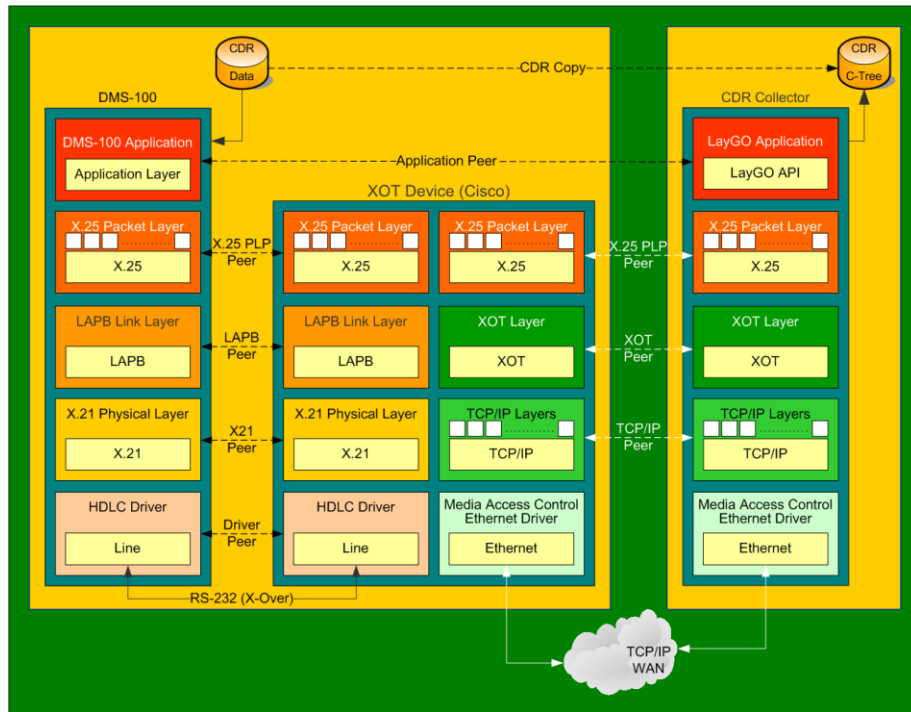 CDR
Data
CDR Copy
CDR
C-Tree
DMS-100
CDR Collector
DMS-100 Application
Application Layer
Application Peer
LayGO Application
LayGO API
XOT Device (Cisco)
X.25 Packet Layer
X.25
X.25 PLP
Peer
X.25 Packet Layer
X.25
X.25 Packet Layer
X.25
X.25 PLP
Peer
X.25 Packet Layer
X.25
LAPB Link Layer
LAPB
LAPB
Peer
LAPB Link Layer
LAPB
XOT Layer
XOT
XOT
Peer
XOT Layer
XOT
X.21 Physical Layer
X.21
X21
Peer
X.21 Physical Layer
X.21
TCP/IP Layers
TCP/IP
TCP/IP
Peer
TCP/IP Layers
TCP/IP
HDLC Driver
Line
Driver
Peer
HDLC Driver
Line
Media Access Control
Ethernet Driver
Ethernet
Media Access Control
Ethernet Driver
Ethernet
RS-232 (X-Over)
TCP/IP
WAN